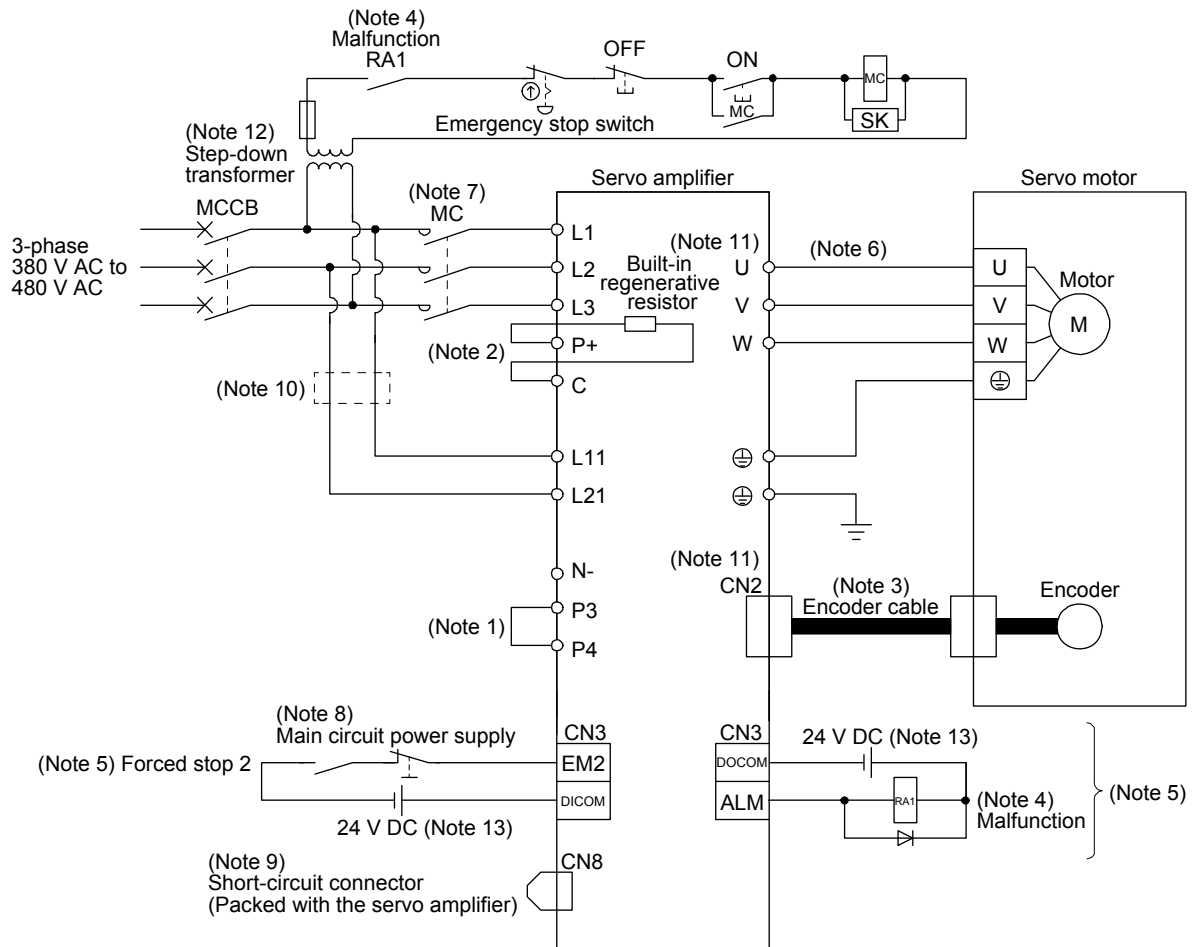 (Note 4)
Malfunction
RA1
OFF
ON
MC
MC
SK
Emergency stop switch
(Note 12)
Step-down
transformer
MCCB
(Note 7)
MC
Servo amplifier
Servo motor
3-phase
380 V AC to
480 V AC
L1
L2
L3
(Note 11)
U
V
W
Built-in
regenerative
resistor
(Note 6)
U
V
W
Motor
M
(Note 2)
P+
C
(Note 10)
L11
L21
N-
(Note 1)
P3
P4
(Note 11)
CN2
(Note 3)
Encoder cable
Encoder
(Note 8)
Main circuit power supply
(Note 5) Forced stop 2
24 V DC (Note 13)
CN3
EM2
DICOM
CN3
DOCOM
ALM
24 V DC (Note 13)
RA1
(Note 4)
Malfunction
(Note 5)
(Note 9)
Short-circuit connector
(Packed with the servo amplifier)
CN8